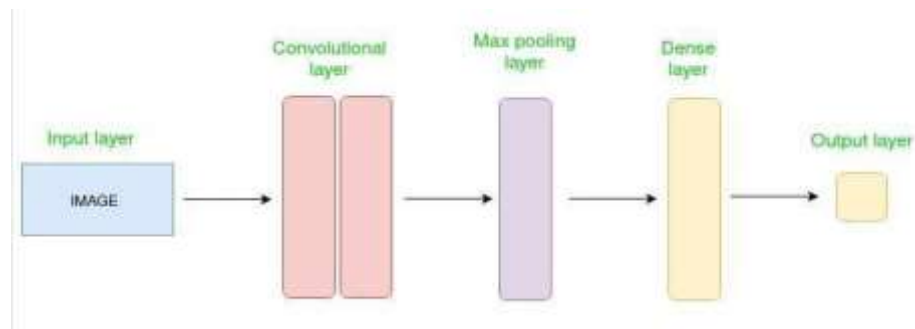 Input layer
IMAGE
Convolutional
layer
Max pooling
layer
Dense
layer
Output layer